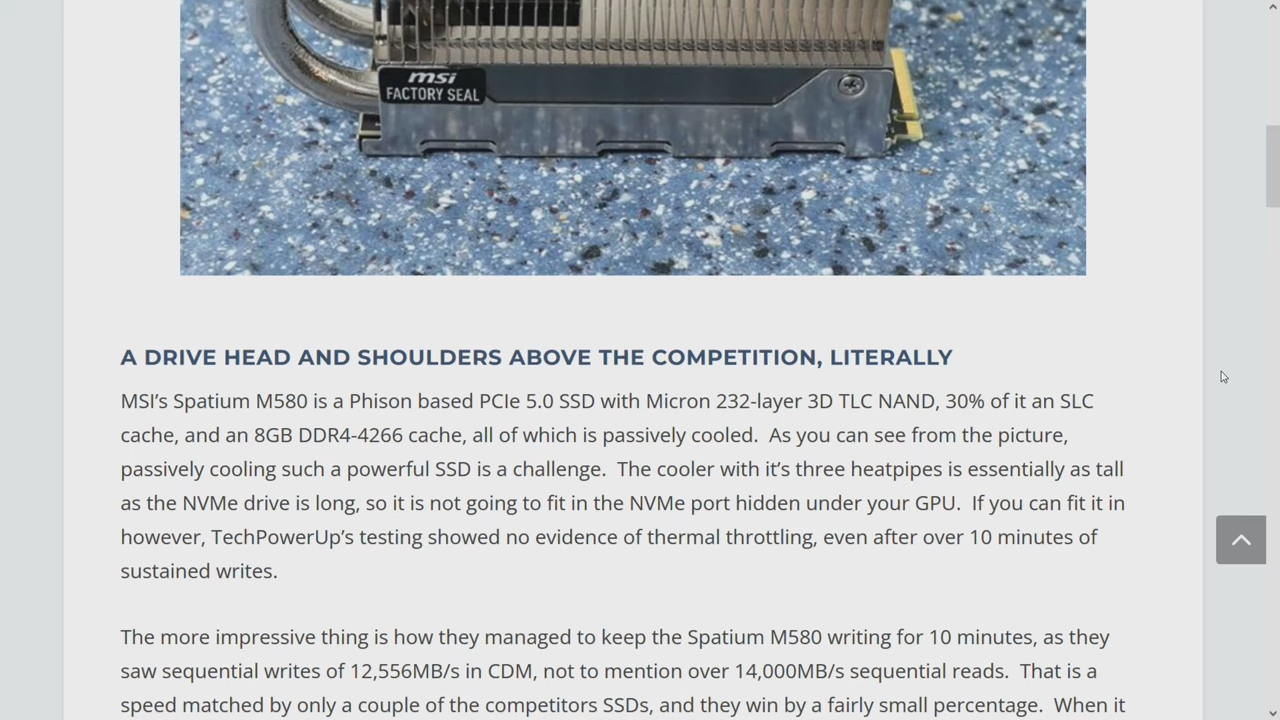 msi
FACTORY SEAL
A DRIVE HEAD AND SHOULDERS ABOVE THE COMPETITION, LITERALLY
MSI’s Spatium M580 is a Phison based PCIe 5.0 SSD with Micron 232-layer 3D TLC NAND, 30% of it an SLC
cache, and an 8GB DDR4-4266 cache, all of which is passively cooled.  As you can see from the picture,
passively cooling such a powerful SSD is a challenge.  The cooler with it’s three heatpipes is essentially as tall
as the NVMe drive is long, so it is not going to fit in the NVMe port hidden under your GPU.  If you can fit it in
however, TechPowerUp’s testing showed no evidence of thermal throttling, even after over 10 minutes of
sustained writes.
The more impressive thing is how they managed to keep the Spatium M580 writing for 10 minutes, as they
saw sequential writes of 12,556MB/s in CDM, not to mention over 14,000MB/s sequential reads.  That is a
speed matched by only a couple of the competitors SSDs, and they win by a fairly small percentage.  When it